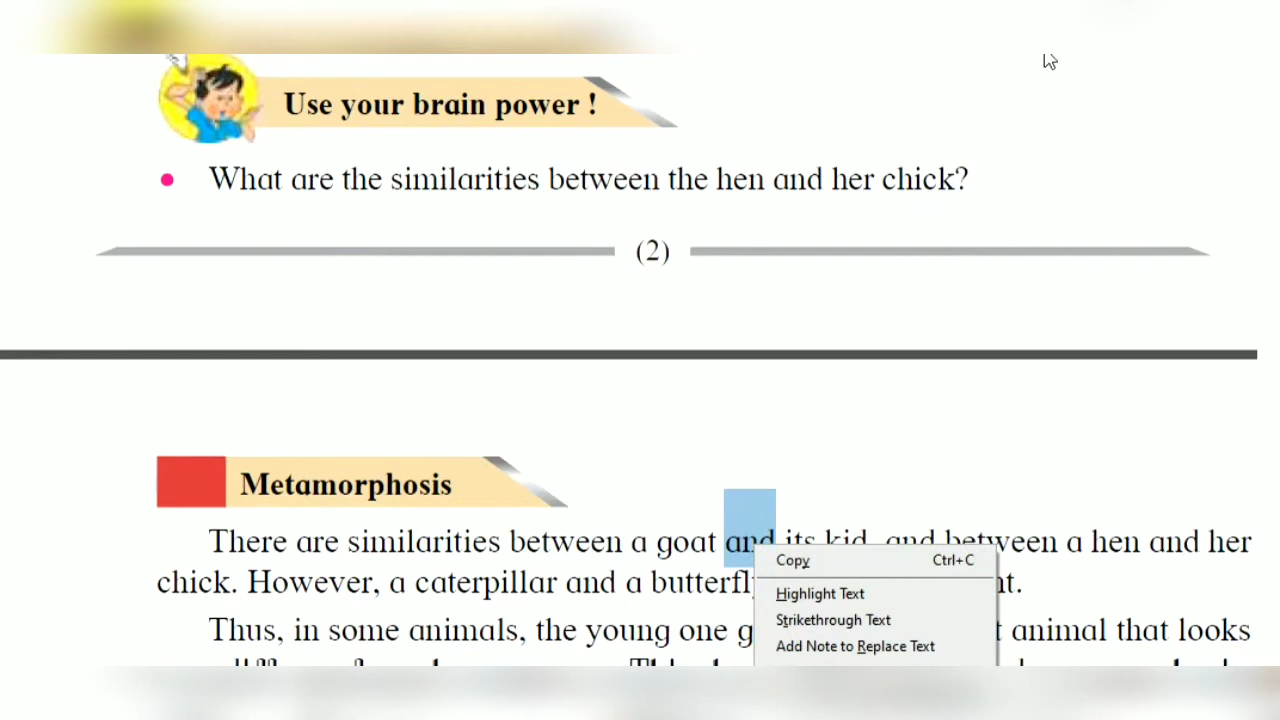 Use your brain power !
• What are the similarities between the hen and her chick?
(2)
Metamorphosis
There are similarities between a goat and its kid, and between a hen and her
chick. However, a caterpillar and a
Thus, in some animals, the young one animal that looks
Copy Ctrl+C
Highlight Text
Strikethrough Text
Add Note to Replace Text